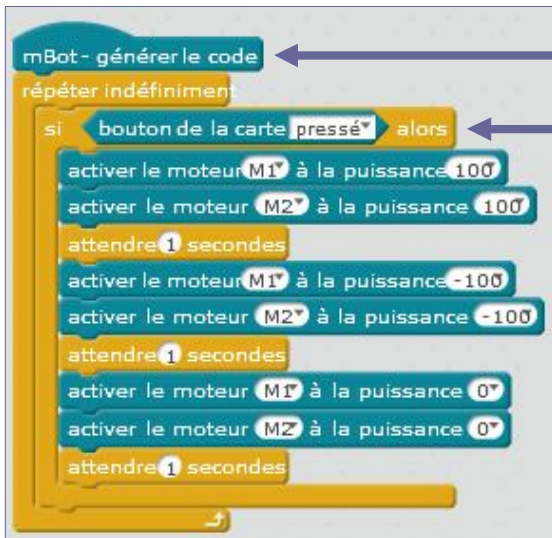 mBot - générer le code
répéter indéfiniment
si bouton de la carte pressé alors
activer le moteur M1 à la puissance 100
activer le moteur M2 à la puissance 100
attendre 1 secondes
activer le moteur M1 à la puissance -100
activer le moteur M2 à la puissance -100
attendre 1 secondes
activer le moteur M1 à la puissance 0
activer le moteur M2 à la puissance 0
attendre 1 secondes